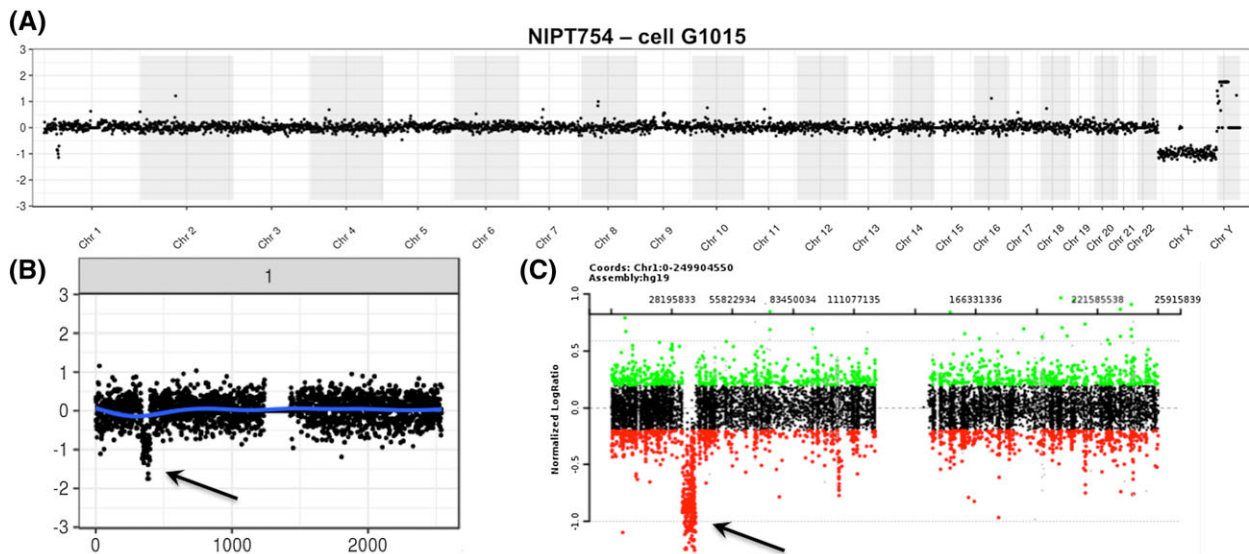 (A)
NIPT754 – cell G1015
3
2
1
0
-1
-2
-3
Chr 1
Chr 2
Chr 3
Chr 4
Chr 5
Chr 6
Chr 7
Chr 8
Chr 9
Chr 10
Chr 11
Chr 12
Chr 13
Chr 14
Chr 15
Chr 16
Chr 17
Chr 18
Chr 19
Chr 20
Chr 21
Chr 22
Chr X
Chr Y
(B)
1
3
2
1
0
-1
-2
-3
0 1000 2000
(C)
Coords: Chr1:0-249904550
Assembly:hg19
28195833 55822934 83450034 111077135 166331336 221585538 25915839
1.0
0.5
0.0
-0.5
-1.0
Normalized LogRatio